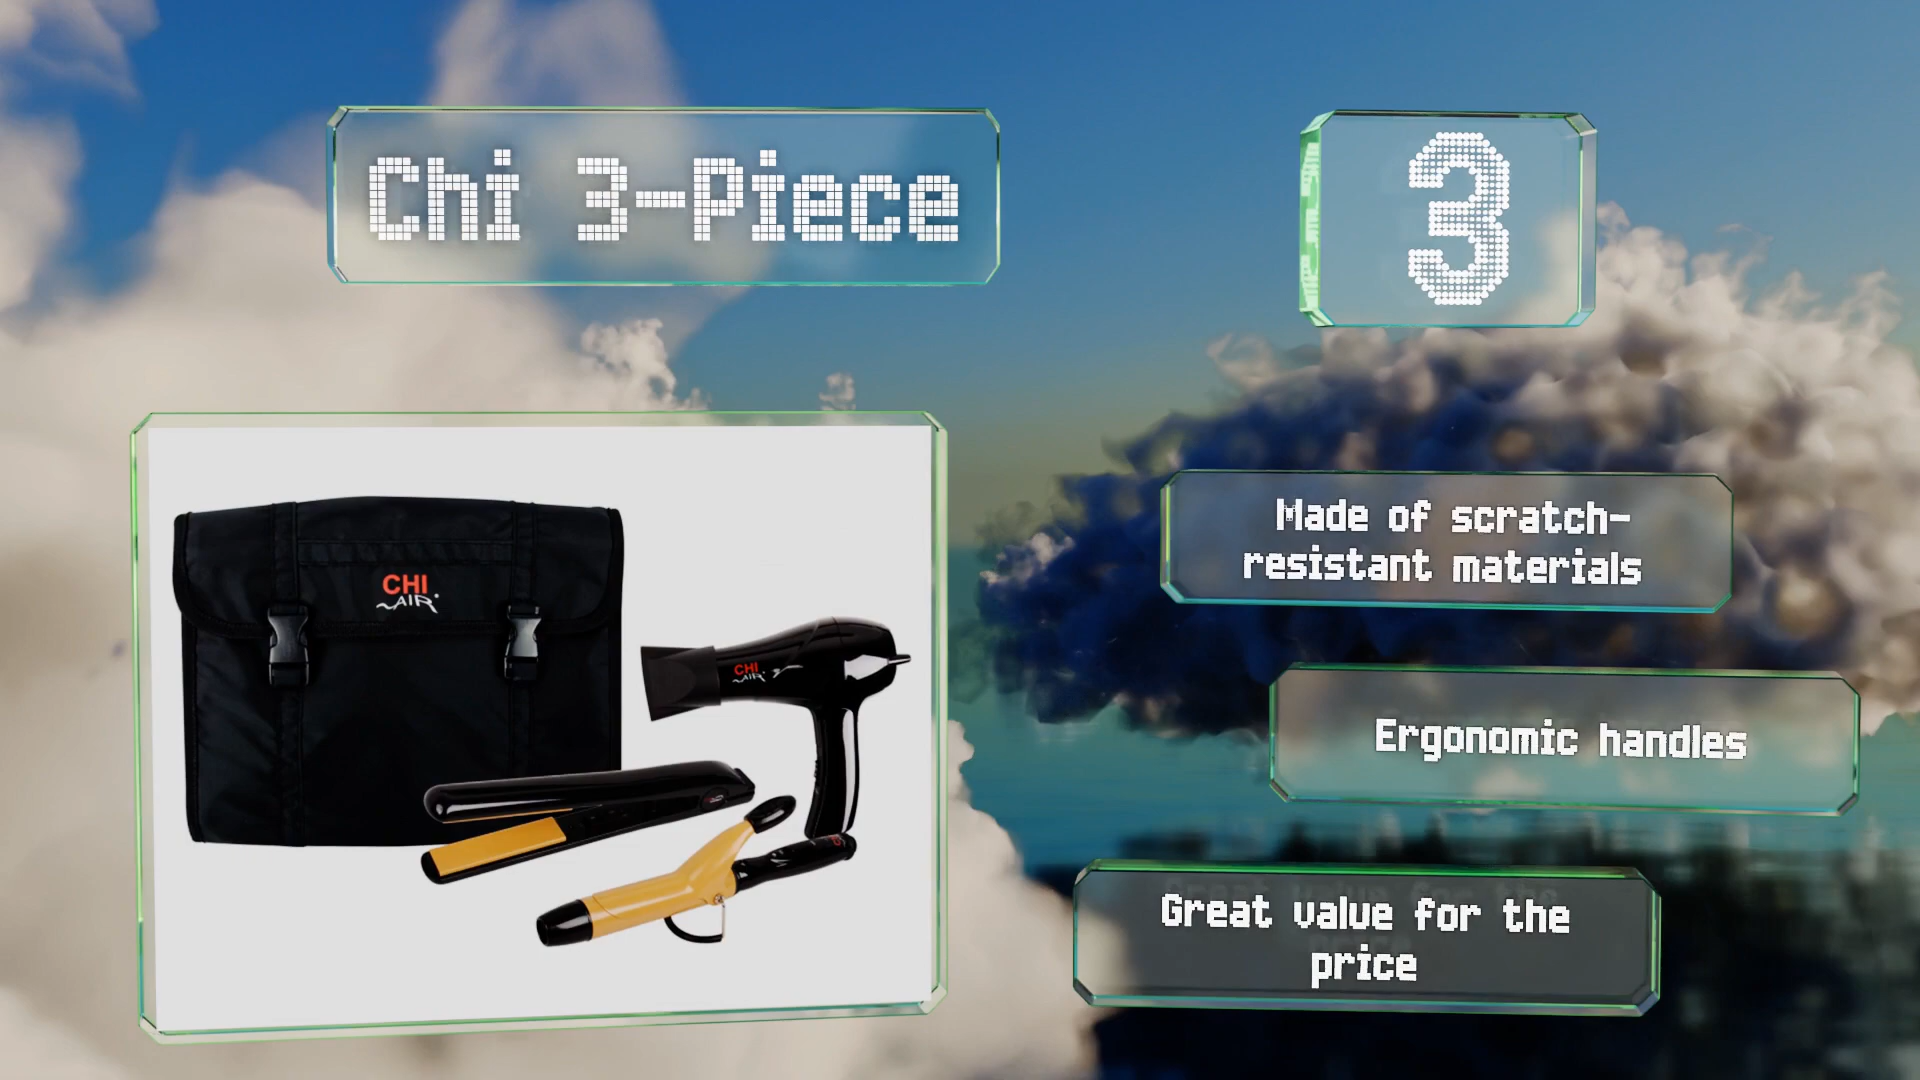 Chi 3-Piece
3
Made of scratch-
resistant materials
Ergonomic handles
Great value for the
price
CHI
AIR
CHI
AIR